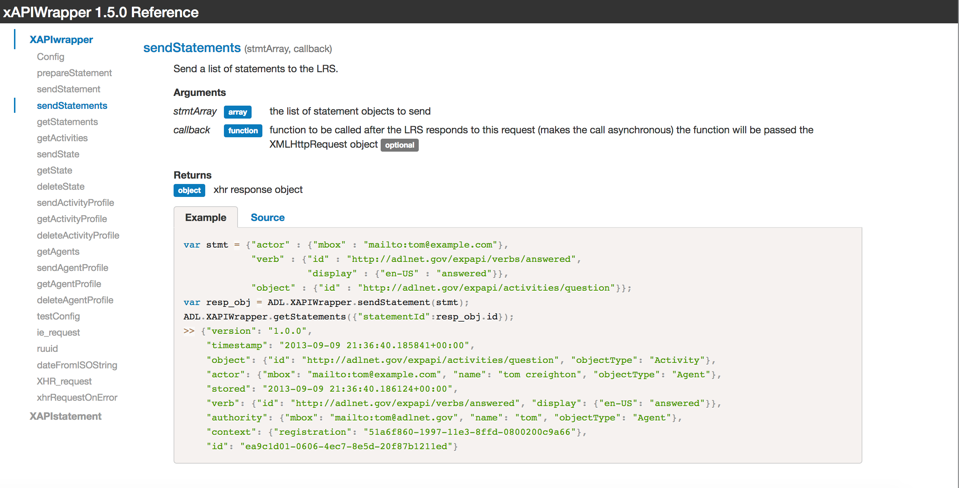 xAPIWrapper 1.5.0 Reference
XAPIwrapper
Config
prepareStatement
sendStatement
sendStatements
getStatements
getActivities
sendState
getState
deleteState
sendActivityProfile
getActivityProfile
deleteActivityProfile
getAgents
sendAgentProfile
getAgentProfile
deleteAgentProfile
testConfig
ie_request
ruuid
dateFromISOString
XHR_request
xhrRequestOnError
XAPIstatement
sendStatements (stmtArray, callback)
Send a list of statements to the LRS.
Arguments
stmtArray array the list of statement objects to send
callback function function to be called after the LRS responds to this request (makes the call asynchronous) the function will be passed the
XMLHttpRequest object optional
Returns
object xhr response object
Example Source
var stmt = {"actor" : {"mbox" : "mailto:tom@example.com"},
"verb" : {"id" : "http://adlnet.gov/expapi/verbs/answered",
"display" : {"en-US" : "answered"}},
"object" : {"id" : "http://adlnet.gov/expapi/activities/question"}};
var resp_obj = ADL.XAPIWrapper.sendStatement(stmt);
ADL.XAPIWrapper.getStatements({"statementId":resp_obj.id});
>> {"version": "1.0.0",
"timestamp": "2013-09-09 21:36:40.185841+00:00",
"object": {"id": "http://adlnet.gov/expapi/activities/question", "objectType": "Activity"},
"actor": {"mbox": "mailto:tom@example.com", "name": "tom creighton", "objectType": "Agent"},
"stored": "2013-09-09 21:36:40.186124+00:00",
"verb": {"id": "http://adlnet.gov/expapi/verbs/answered", "display": {"en-US": "answered"}},
"authority": {"mbox": "mailto:tom@adlnet.gov", "name": "tom", "objectType": "Agent"},
"context": {"registration": "51a6f860-1997-11e3-8ffd-0800200c9a66"},
"id": "ea9c1d01-0606-4ec7-8e5d-20f87b1211ed"}